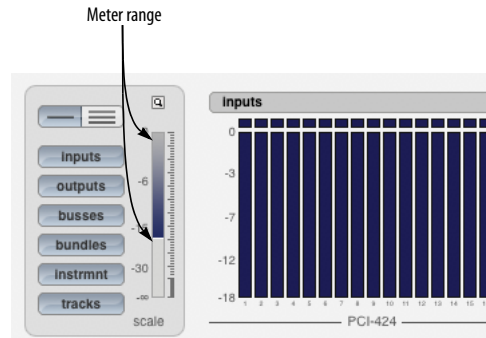 Meter range
inputs
outputs
busses
bundles
instrmnt
tracks
-6
-30
-∞
scale
inputs
0
-3
-7
-12
-18
1 2 3 4 5 6 7 8 9 10 11 12 13 14 15
PCI-424